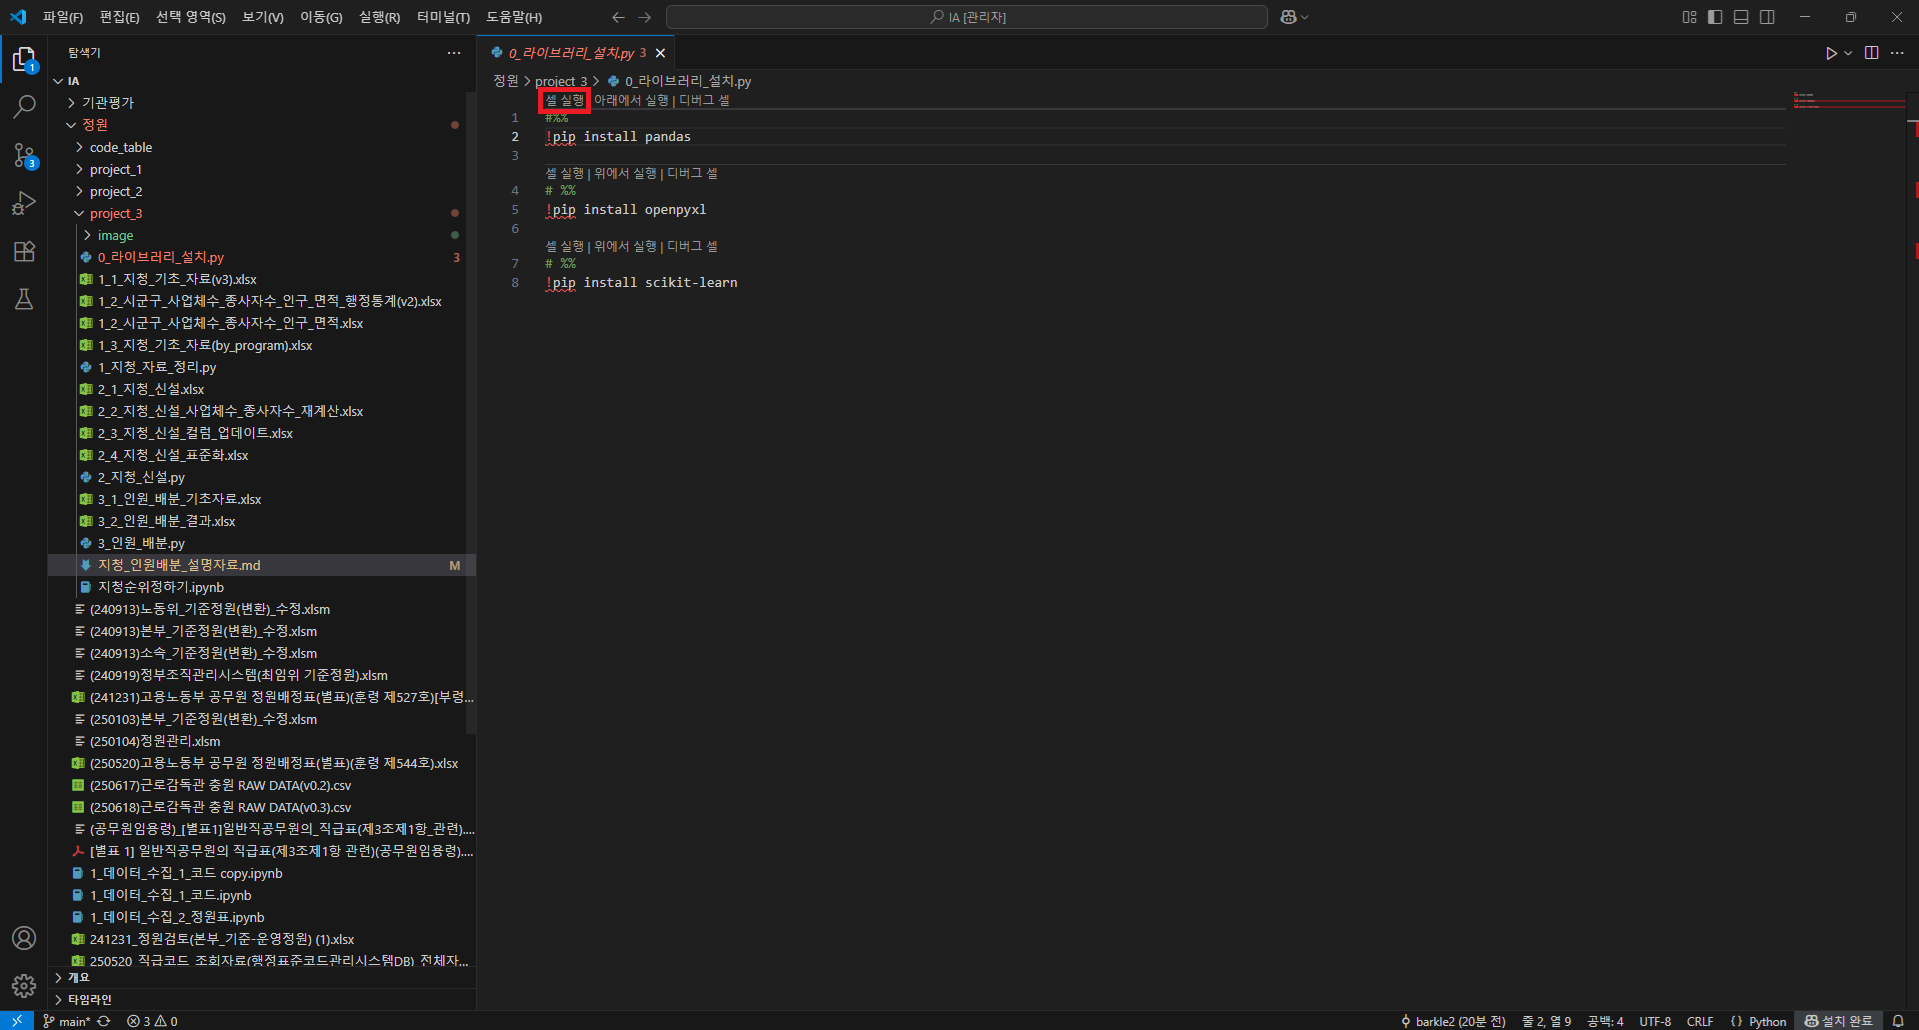 파일(F) 편집(E) 선택 영역(S) 보기(V) 이동(G) 실행(R) 터미널(T) 도움말(H)
IA [관리자]
탐색기
IA
기관평가
정원
code_table
project_1
project_2
project_3
image
0_라이브러리_설치.py 3
1_1_지청_기초_자료(v3).xlsx
1_2_시군구_사업체수_종사자수_인구_면적_행정통계(v2).xlsx
1_2_시군구_사업체수_종사자수_인구_면적.xlsx
1_3_지청_기초_자료(by_program).xlsx
1_지청_자료_정리.py
2_1_지청_신설.xlsx
2_2_지청_신설_사업체수_종사자수_재계산.xlsx
2_3_지청_신설_컬럼_업데이트.xlsx
2_4_지청_신설_표준화.xlsx
2_지청_신설.py
3_1_인원_배분_기초자료.xlsx
3_2_인원_배분_결과.xlsx
3_인원_배분.py
지청_인원배분_설명자료.md M
지청순위정하기.ipynb
(240913)노동위_기준정원(변환)_수정.xlsm
(240913)본부_기준정원(변환)_수정.xlsm
(240913)소속_기준정원(변환)_수정.xlsm
(240919)정부조직관리시스템(최임위 기준정원).xlsm
(241231)고용노동부 공무원 정원배정표(별표)(훈령 제527호)[부령...
(250103)본부_기준정원(변환)_수정.xlsm
(250104)정원관리.xlsm
(250520)고용노동부 공무원 정원배정표(별표)(훈령 제544호).xlsx
(250617)근로감독관 충원 RAW DATA(v0.2).csv
(250618)근로감독관 충원 RAW DATA(v0.3).csv
(공무원임용령)_[별표1]일반직공무원의_직급표(제3조제1항_관련)....
[별표 1] 일반직공무원의 직급표(제3조제1항 관련)(공무원임용령)....
1_데이터_수집_1_코드 copy.ipynb
1_데이터_수집_1_코드.ipynb
1_데이터_수집_2_정원표.ipynb
241231_정원검토(본부_기준-운영정원) (1).xlsx
250520_직급코드_조회자료(행정표준코드관리시스템DB)_전체자...
개요
타임라인
0_라이브러리_설치.py 3
정원 > project_3 > 0_라이브러리_설치.py
셀 실행 | 아래에서 실행 | 디버그 셀
1 #%%
2 !pip install pandas
3
셀 실행 | 위에서 실행 | 디버그 셀
4 # %%
5 !pip install openpyxl
6
셀 실행 | 위에서 실행 | 디버그 셀
7 # %%
8 !pip install scikit-learn
1
3
main* 3 0
barkle2 (20분 전) 줄 2, 열 9 공백: 4 UTF-8 CRLF { } Python 설치 완료